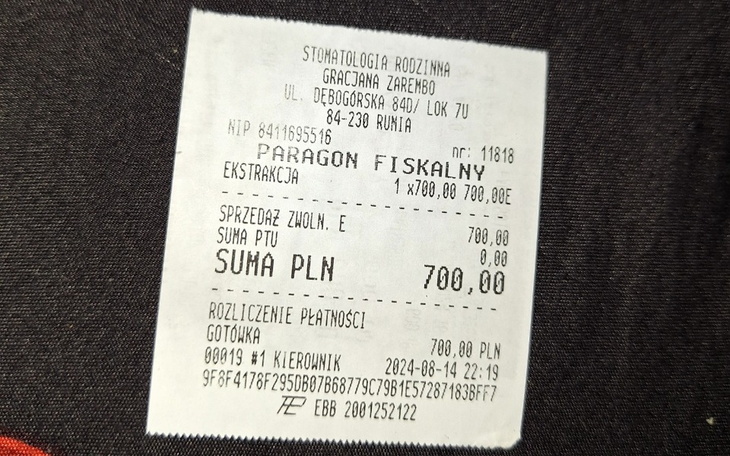 STOMATOLOGIA RODZINNA
GRACJANA ZAREMBO
UL. DĘBOGÓRSKA 84D/ LOK 7U
84-230 RUMIA
NIP 8411695516 nr: 11818
PARAGON FISKALNY
EKSTRAKCJA 1 x700,00 700,00E
SPRZEDAŻ ZWOLN. E 700,00
SUMA PTU 0,00
SUMA PLN 700,00
ROZLICZENIE PŁATNOŚCI
GOTÓWKA 700,00 PLN
00019 #1 KIEROWNIK 2024-08-14 22:19
9F8F4178F295DB07B68779C79B1E57287183BFF7
EBB 2001252122